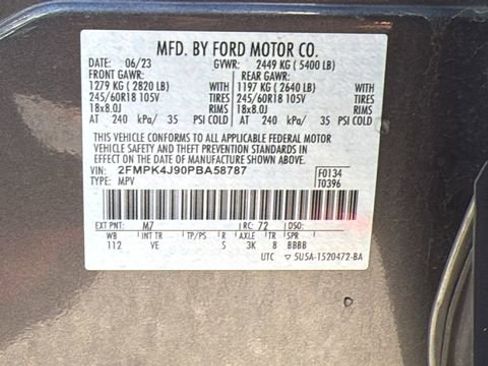 MFD. BY FORD MOTOR CO.
DATE: 06/23 GVWR: 2449 KG ( 5400 LB)
FRONT GAWR: REAR GAWR:
1279 KG ( 2820 LB) WITH 1197 KG ( 2640 LB) WITH
245/60R18 105V TIRES 245/60R18 105V TIRES
18x8.0J RIMS 18x8.0J RIMS
AT 240 kPa/ 35 PSI COLD AT 240 kPa/ 35 PSI COLD
THIS VEHICLE CONFORMS TO ALL APPLICABLE FEDERAL MOTOR
VEHICLE SAFETY AND THEFT PREVENTION STANDARDS IN
EFFECT ON THE DATE OF MANUFACTURE SHOWN ABOVE.
VIN: 2FMPK4J90PBA58787 F0134
TYPE: MPV T0396
EXT PNT: M7 RC: 72
WB INT TR TP/PS R AXLE TR SPR
112 VE S 3K 8 BBBB
UTC ▽ 5U5A-1520472-BA